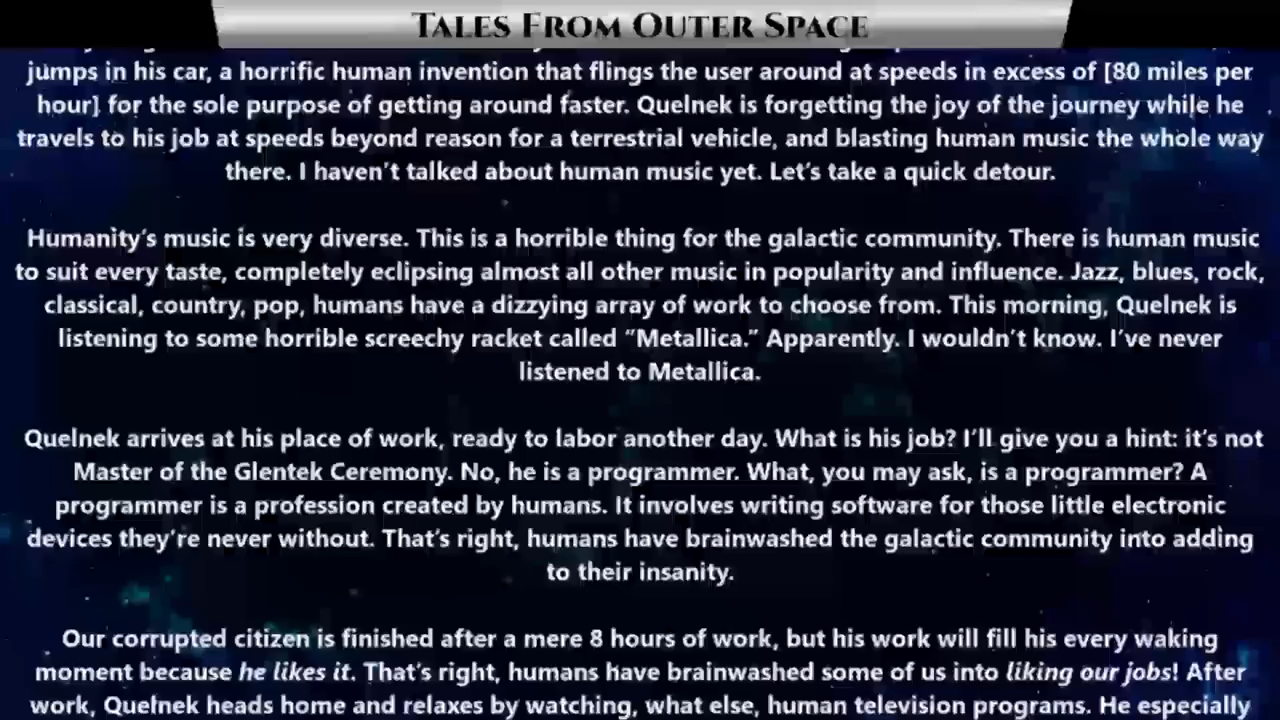 Tales From Outer Space
jumps in his car, a horrific human invention that flings the user around at speeds in excess of [80 miles per
hour] for the sole purpose of getting around faster. Quelnek is forgetting the joy of the journey while he
travels to his job at speeds beyond reason for a terrestrial vehicle, and blasting human music the whole way
there. I haven't talked about human music yet. Let's take a quick detour.
Humanity's music is very diverse. This is a horrible thing for the galactic community. There is human music
to suit every taste, completely eclipsing almost all other music in popularity and influence. Jazz, blues, rock,
classical, country, pop, humans have a dizzying array of work to choose from. This morning, Quelnek is
listening to some horrible screechy racket called “Metallica.” Apparently. I wouldn't know. I've never
listened to Metallica.
Quelnek arrives at his place of work, ready to labor another day. What is his job? I'll give you a hint: it's not
Master of the Glentek Ceremony. No, he is a programmer. What, you may ask, is a programmer? A
programmer is a profession created by humans. It involves writing software for those little electronic
devices they're never without. That's right, humans have brainwashed the galactic community into adding
to their insanity.
Our corrupted citizen is finished after a mere 8 hours of work, but his work will fill his every waking
moment because he likes it. That's right, humans have brainwashed some of us into liking our jobs! After
work, Quelnek heads home and relaxes by watching, what else, human television programs. He especially